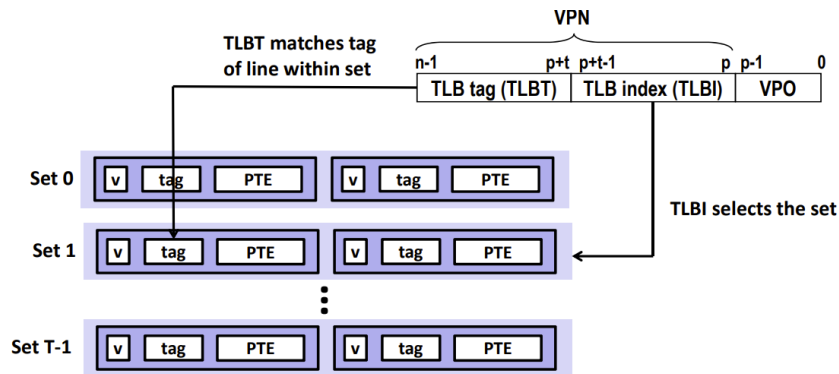 VPN
TLBT matches tag
of line within set
n-1 p+t p+t-1 p p-1 0
TLB tag (TLBT) TLB index (TLBI) VPO
Set 0 v tag PTE v tag PTE
TLBI selects the set
Set 1 v tag PTE v tag PTE
Set T-1 v tag PTE v tag PTE